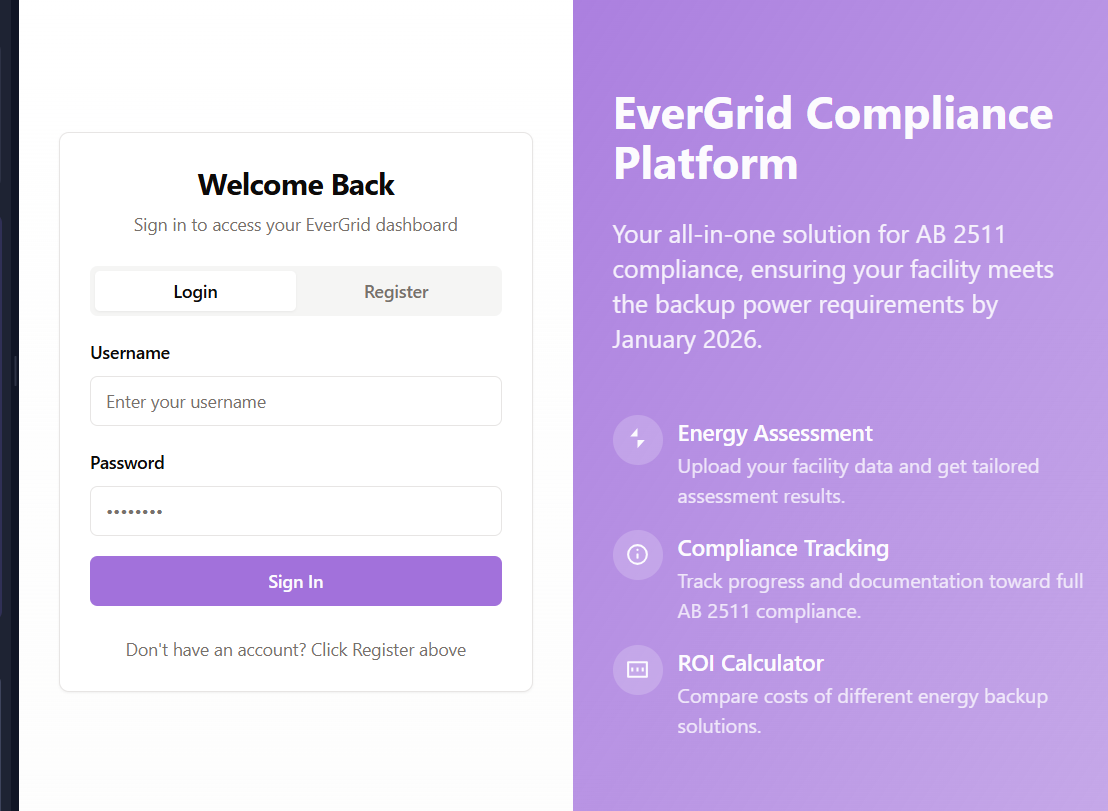 Welcome Back
Sign in to access your EverGrid dashboard
Login
Register
Username
Enter your username
Password
••••••••
Sign In
Don't have an account? Click Register above
EverGrid Compliance
Platform
Your all-in-one solution for AB 2511
compliance, ensuring your facility meets
the backup power requirements by
January 2026.
Energy Assessment
Upload your facility data and get tailored
assessment results.
Compliance Tracking
Track progress and documentation toward full
AB 2511 compliance.
ROI Calculator
Compare costs of different energy backup
solutions.